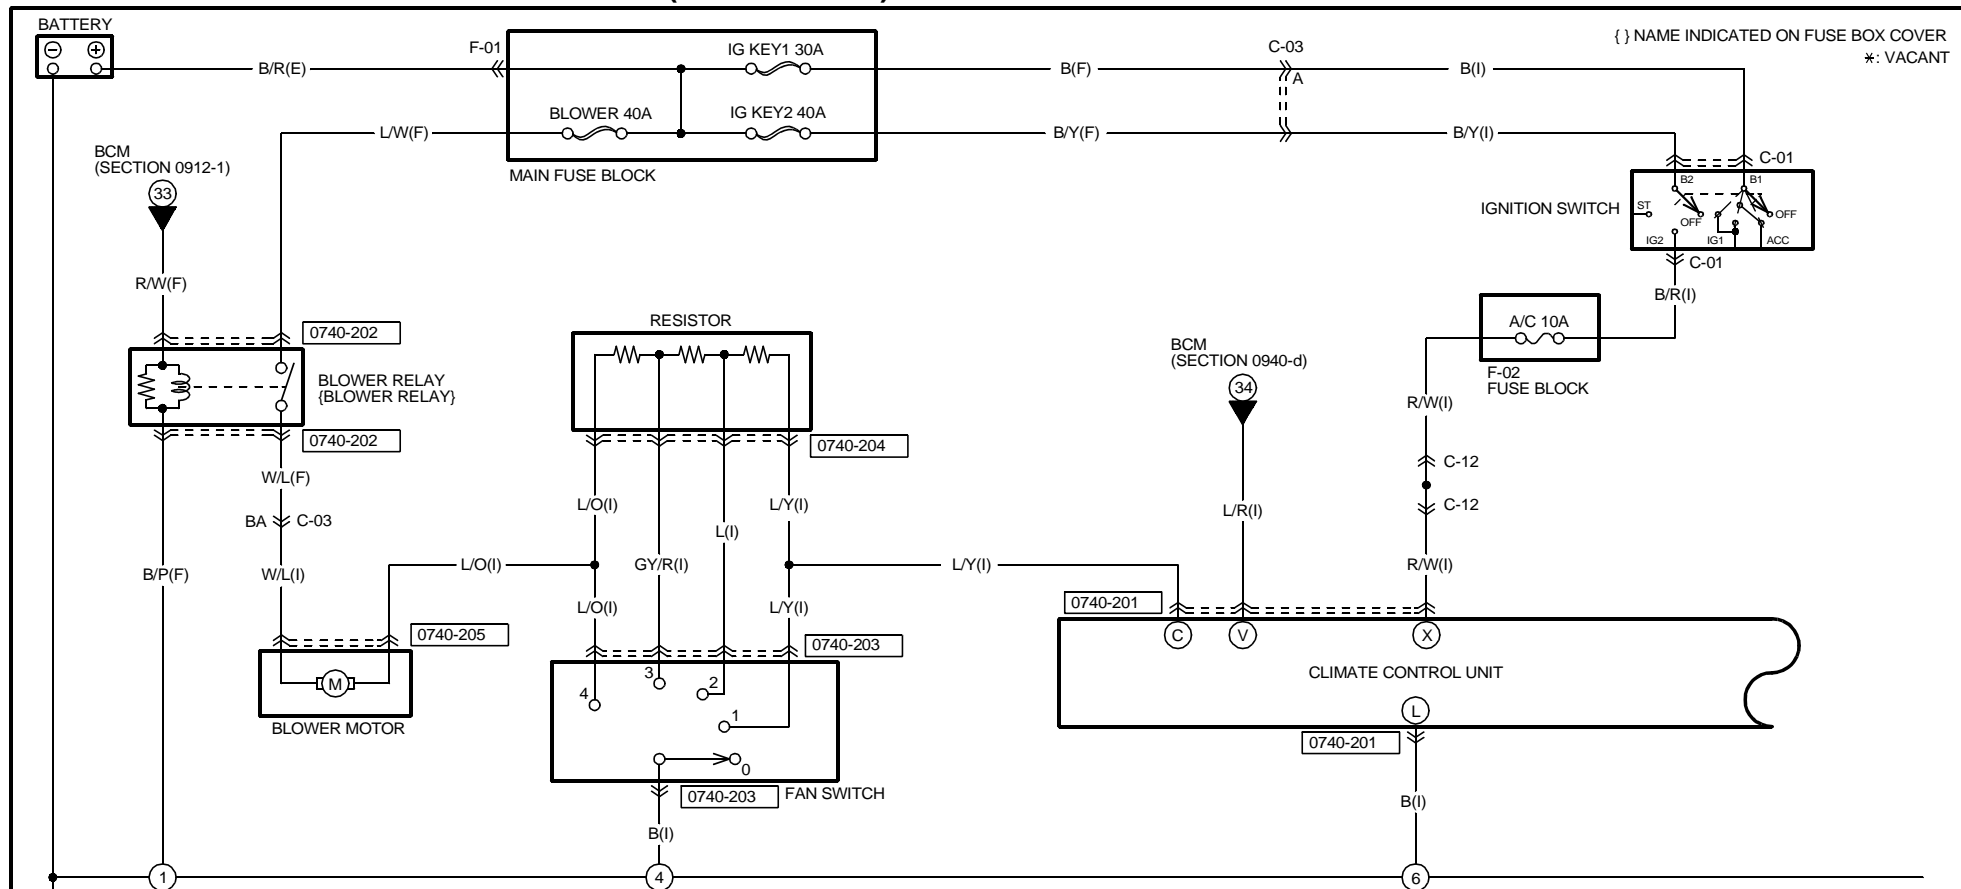 BATTERY
{ } NAME INDICATED ON FUSE BOX COVER
*: VACANT
F-01
IG KEY1 30A
C-03
B/R(E)
B(F)
A
B(I)
BLOWER 40A
IG KEY2 40A
L/W(F)
B/Y(F)
B/Y(I)
MAIN FUSE BLOCK
BCM
(SECTION 0912-1)
33
C-01
B2
B1
IGNITION SWITCH
ST
OFF
OFF
IG2
IG1
ACC
C-01
R/W(F)
B/R(I)
0740-202
RESISTOR
A/C 10A
BCM
(SECTION 0940-d)
34
F-02
FUSE BLOCK
BLOWER RELAY
{BLOWER RELAY}
R/W(I)
0740-202
0740-204
W/L(F)
C-12
L/O(I)
L/Y(I)
L/R(I)
C-12
BA
C-03
L(I)
B/P(F)
W/L(I)
L/O(I)
GY/R(I)
L/Y(I)
R/W(I)
L/O(I)
L/Y(I)
0740-201
0740-205
0740-203
C
V
X
M
3
2
4
1
CLIMATE CONTROL UNIT
L
BLOWER MOTOR
0740-201
0
0740-203
FAN SWITCH
B(I)
B(I)
1
4
6